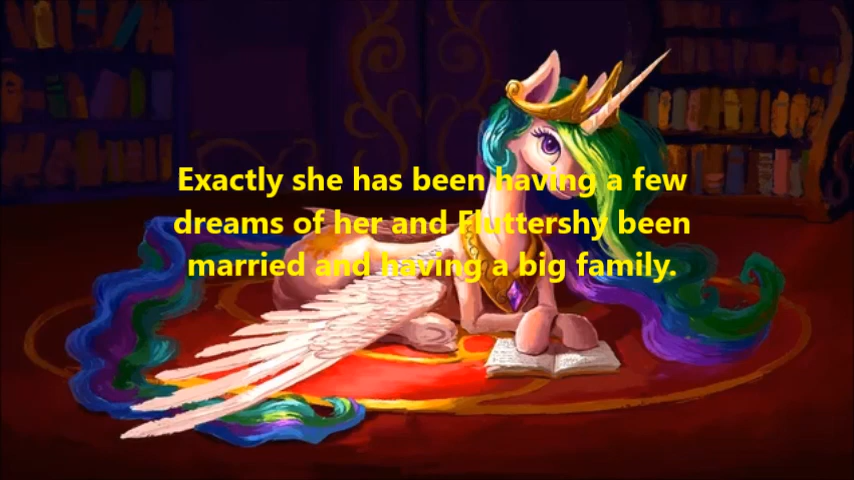 Exactly she has been having a few
dreams of her and Fluttershy been
married and having a big family.